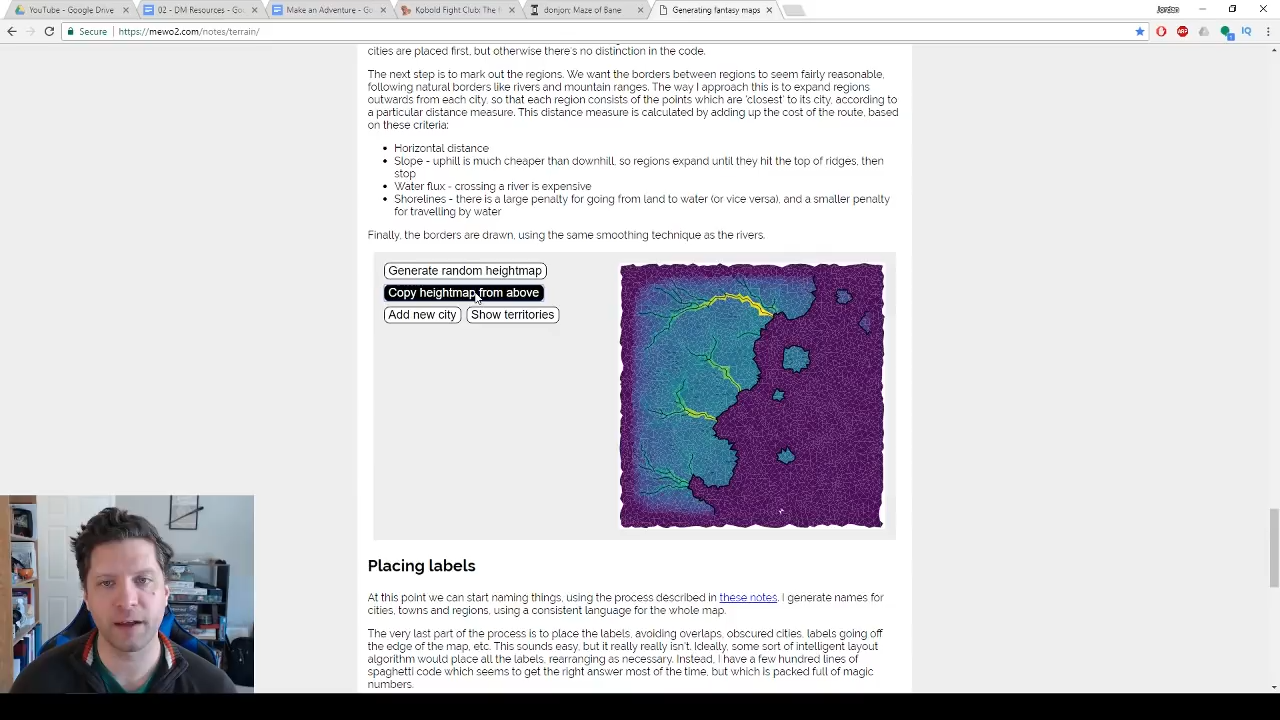 YouTube - Google Drive
02 - DM Resources - Goo
Make an Adventure - Go
Kobold Fight Club: The
donjon; Maze of Bane
Generating fantasy maps
Jordan
Secure
https://mewo2.com/notes/terrain/
cities are placed first, but otherwise there's no distinction in the code.
The next step is to mark out the regions. We want the borders between regions to seem fairly reasonable,
following natural borders like rivers and mountain ranges. The way I approach this is to expand regions
outwards from each city, so that each region consists of the points which are 'closest' to its city, according to
a particular distance measure. This distance measure is calculated by adding up the cost of the route, based
on these criteria:
• Horizontal distance
• Slope - uphill is much cheaper than downhill, so regions expand until they hit the top of ridges, then
stop
• Water flux - crossing a river is expensive
• Shorelines - there is a large penalty for going from land to water (or vice versa), and a smaller penalty
for travelling by water
Finally, the borders are drawn, using the same smoothing technique as the rivers.
Generate random heightmap
Copy heightmap from above
Add new city Show territories
Placing labels
At this point we can start naming things, using the process described in these notes. I generate names for
cities, towns and regions, using a consistent language for the whole map.
The very last part of the process is to place the labels, avoiding overlaps, obscured cities, labels going off
the edge of the map, etc. This sounds easy, but it really really isn't. Ideally, some sort of intelligent layout
algorithm would place all the labels, rearranging as necessary. Instead, I have a few hundred lines of
spaghetti code which seems to get the right answer most of the time, but which is packed full of magic
numbers.